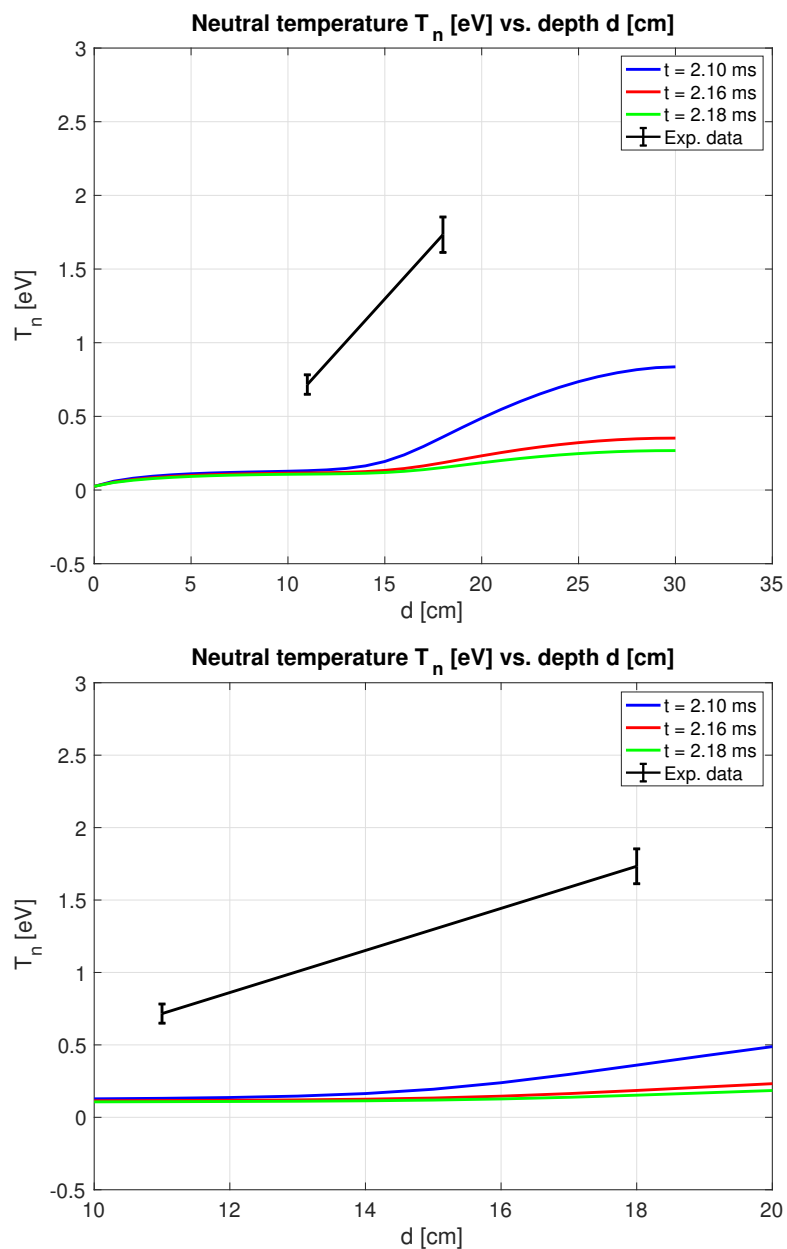 Neutral temperature T_n [eV] vs. depth d [cm]
3
2.5
2
1.5
1
0.5
0
-0.5
T_n [eV]
t = 2.10 ms
t = 2.16 ms
t = 2.18 ms
Exp. data
0 5 10 15 20 25 30 35
d [cm]
Neutral temperature T_n [eV] vs. depth d [cm]
3
2.5
2
1.5
1
0.5
0
-0.5
T_n [eV]
t = 2.10 ms
t = 2.16 ms
t = 2.18 ms
Exp. data
10 12 14 16 18 20
d [cm]